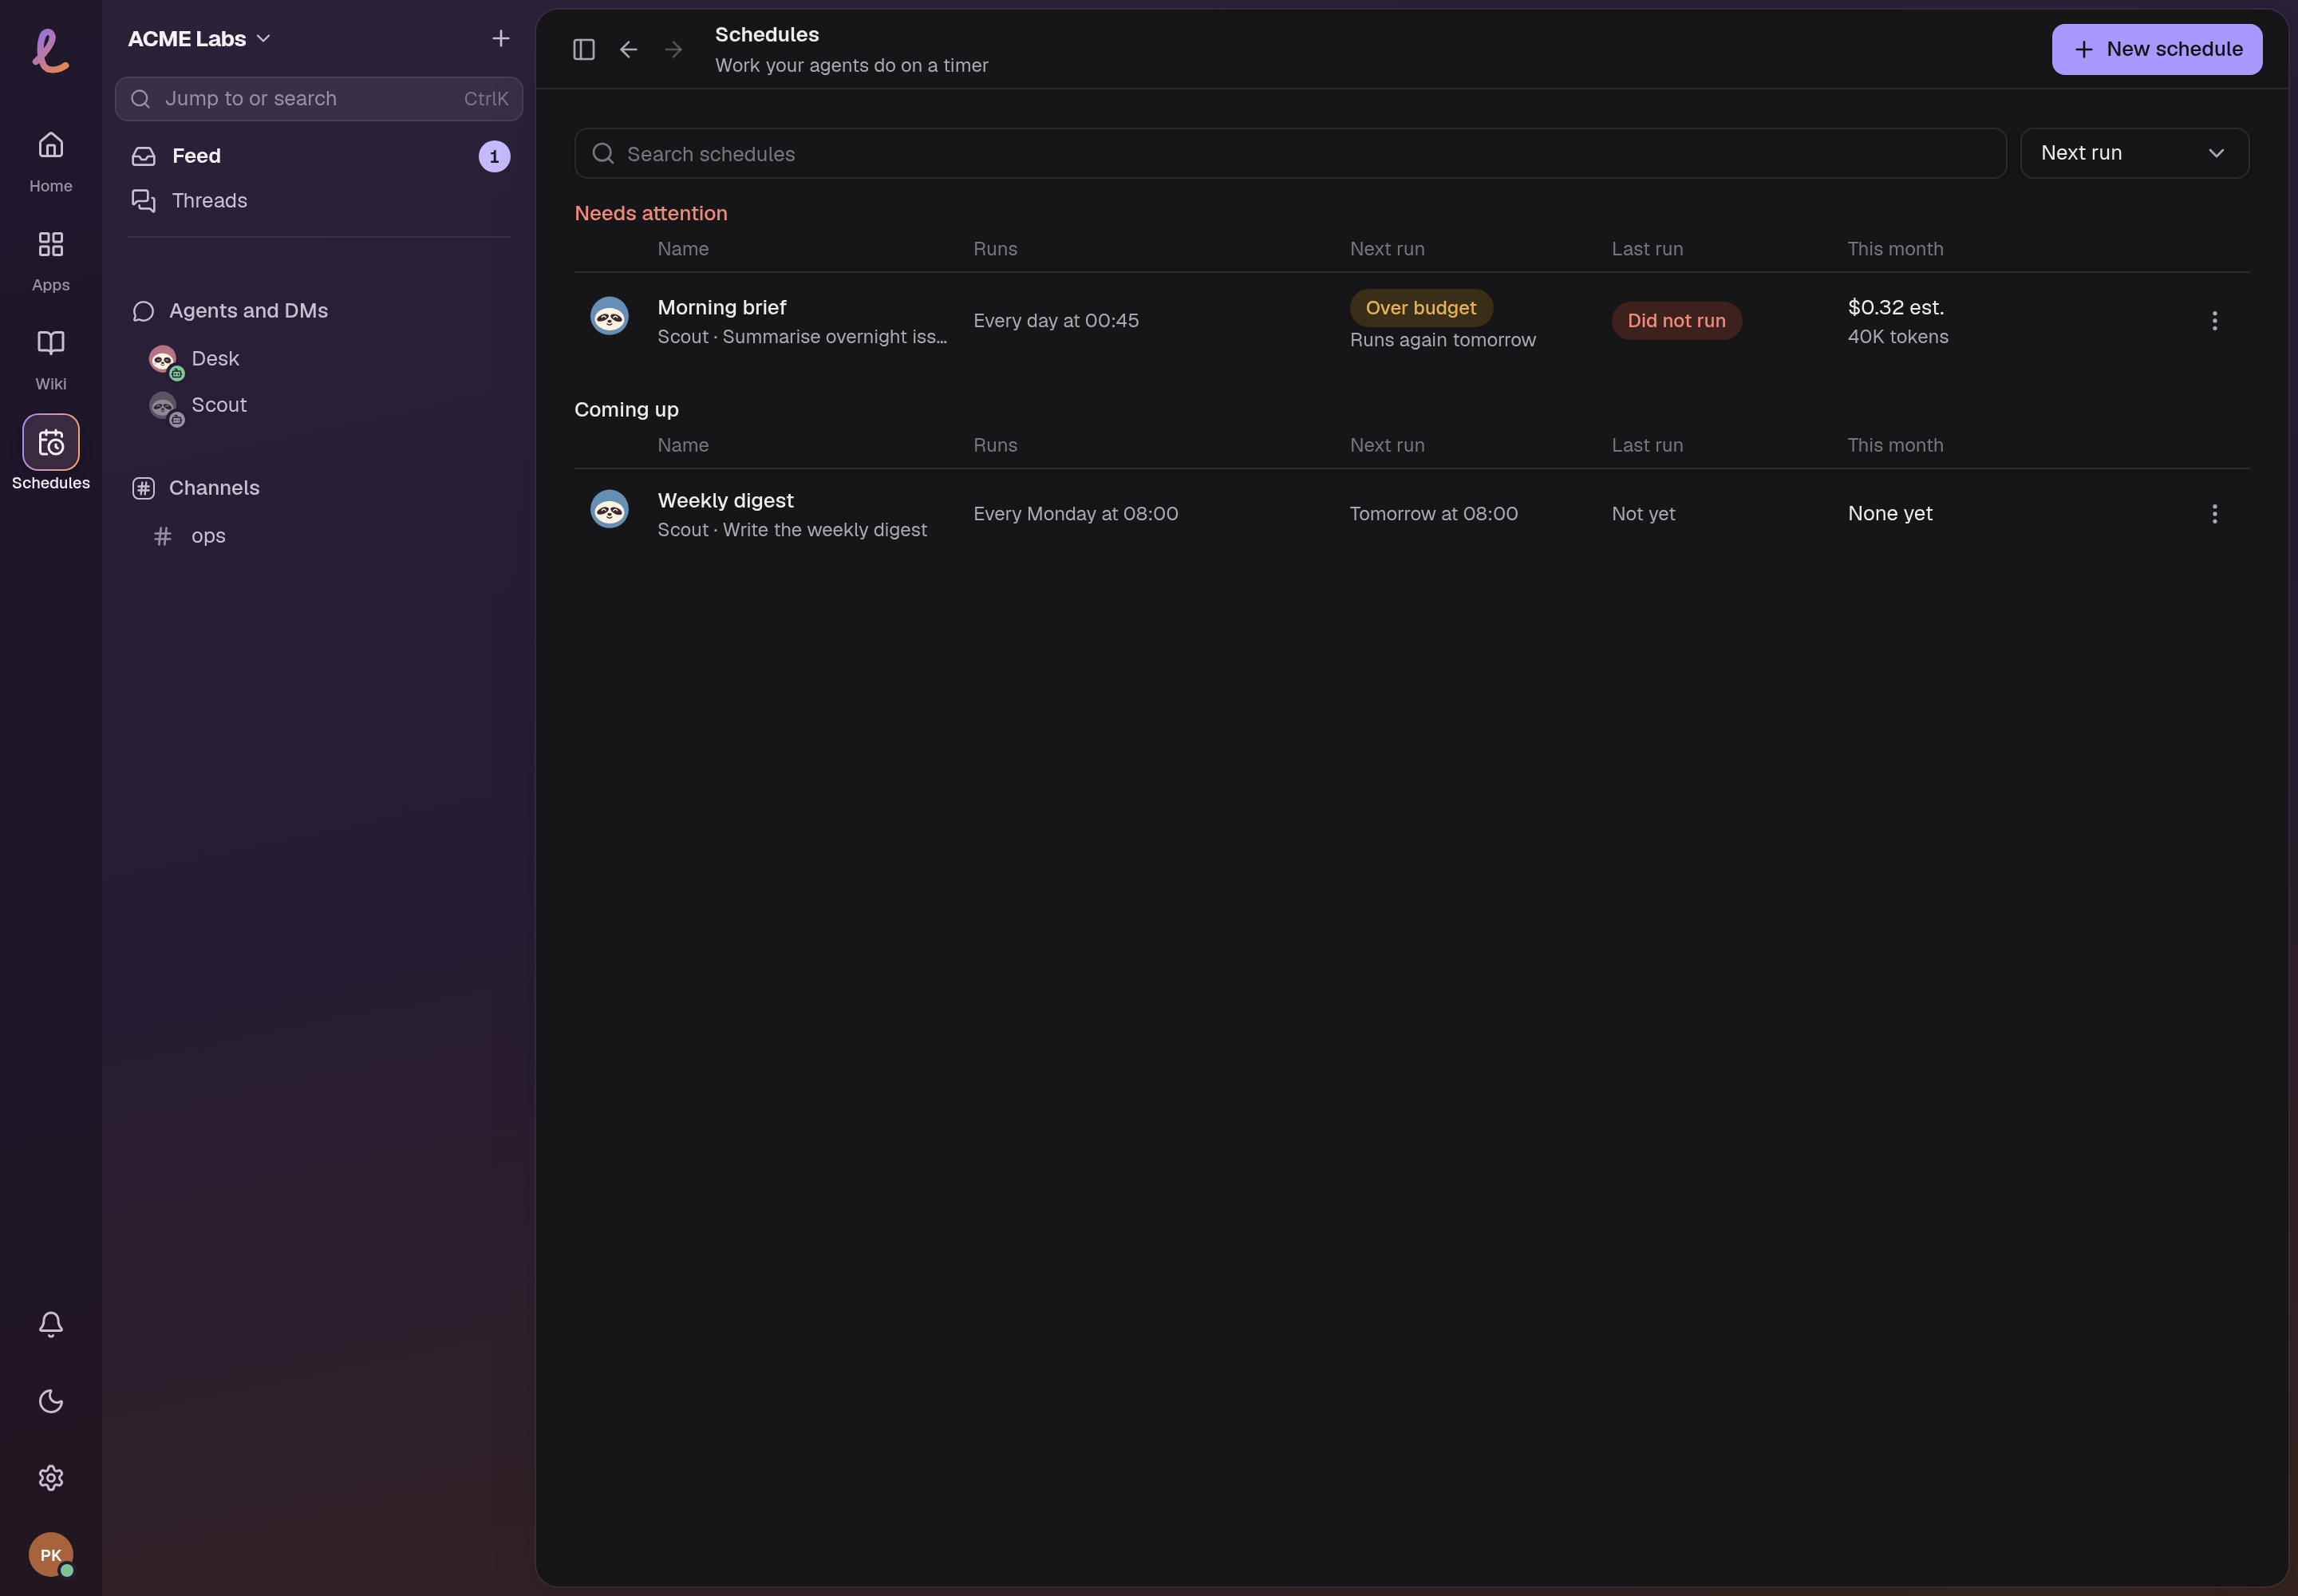 ACME Labs
Jump to or search CtrlK
Feed 1
Threads
Agents and DMs
Desk
Scout
Channels
ops
Home
Apps
Wiki
Schedules
PK
Schedules
Work your agents do on a timer
New schedule
Search schedules
Next run
Needs attention
Name Runs Next run Last run This month
Morning brief
Scout · Summarise overnight iss...
Every day at 00:45
Over budget
Runs again tomorrow
Did not run
$0.32 est.
40K tokens
Coming up
Name Runs Next run Last run This month
Weekly digest
Scout · Write the weekly digest
Every Monday at 08:00
Tomorrow at 08:00
Not yet
None yet